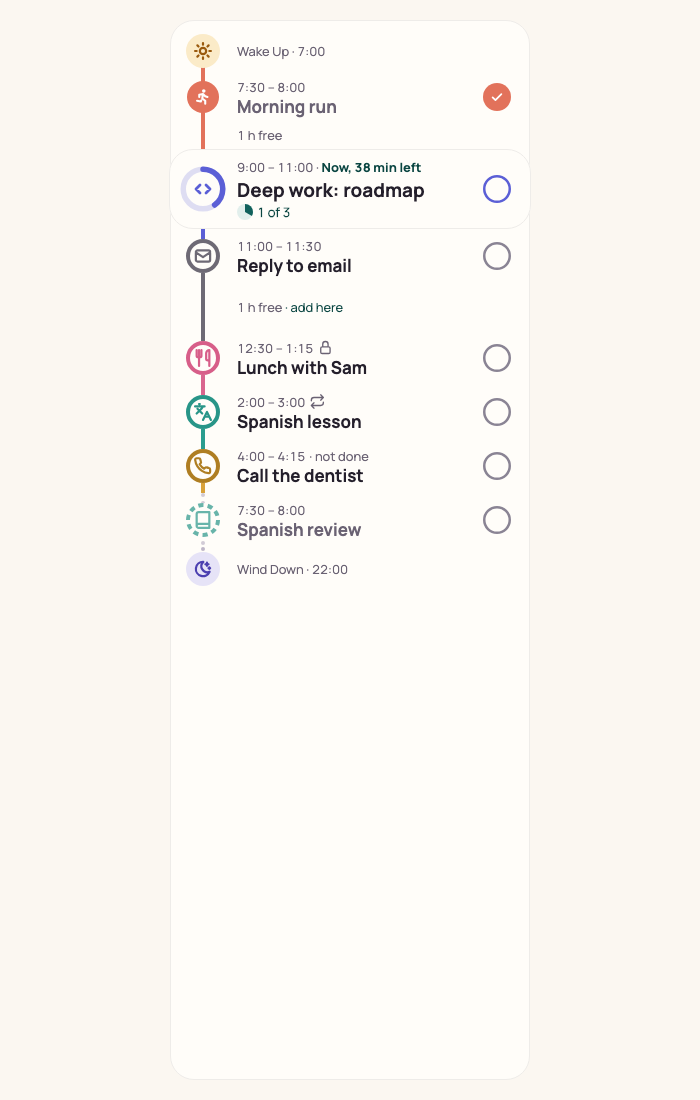 Wake Up · 7:00
7:30 – 8:00
Morning run
1 h free
9:00 – 11:00 · Now, 38 min left
Deep work: roadmap
1 of 3
11:00 – 11:30
Reply to email
1 h free · add here
12:30 – 1:15
Lunch with Sam
2:00 – 3:00
Spanish lesson
4:00 – 4:15 · not done
Call the dentist
7:30 – 8:00
Spanish review
Wind Down · 22:00